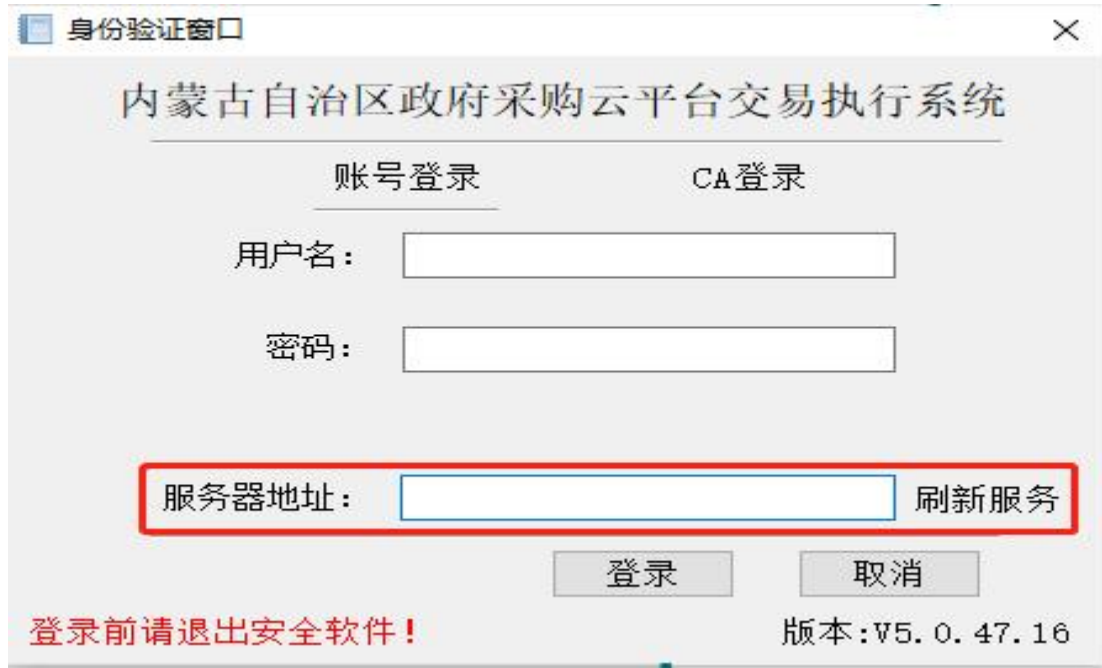 身份验证窗口
内蒙古自治区政府采购云平台交易执行系统
账号登录 CA登录
用户名：
密码：
服务器地址： 刷新服务
登录 取消
登录前请退出安全软件！ 版本:V5.0.47.16